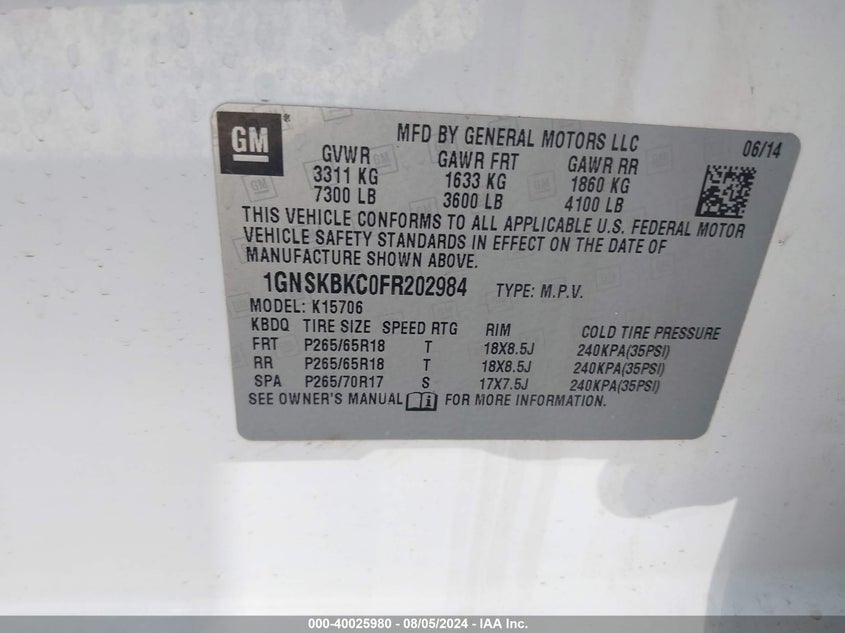 GM ®
MFD BY GENERAL MOTORS LLC 06/14
GVWR GAWR FRT GAWR RR
3311 KG 1633 KG 1860 KG
7300 LB 3600 LB 4100 LB
THIS VEHICLE CONFORMS TO ALL APPLICABLE U.S. FEDERAL MOTOR
VEHICLE SAFETY STANDARDS IN EFFECT ON THE DATE OF
MANUFACTURE SHOWN ABOVE.
1GNSKBKC0FR202984 TYPE: M.P.V.
MODEL: K15706
KBDQ TIRE SIZE SPEED RTG RIM COLD TIRE PRESSURE
FRT P265/65R18 T 18X8.5J 240KPA(35PSI)
RR P265/65R18 T 18X8.5J 240KPA(35PSI)
SPA P265/70R17 S 17X7.5J 240KPA(35PSI)
SEE OWNER'S MANUAL FOR MORE INFORMATION.
000-40025980 - 08/05/2024 - IAA Inc.